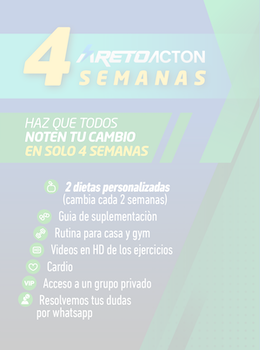 4 RETOACTON
SEMANAS
HAZ QUE TODOS
NOTEN TU CAMBIO
EN SOLO 4 SEMANAS
2 dietas personalizadas
(cambia cada 2 semanas)
Guia de suplementación
Rutina para casa y gym
Videos en HD de los ejercicios
Cardio
VIP Acceso a un grupo privado
Resolvemos tus dudas
por whatsapp